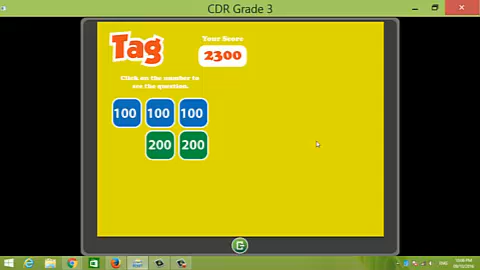 CDR Grade 3
Tag
Your Score
2300
Click on the number to
see the question.
100 100 100
200 200
ENG